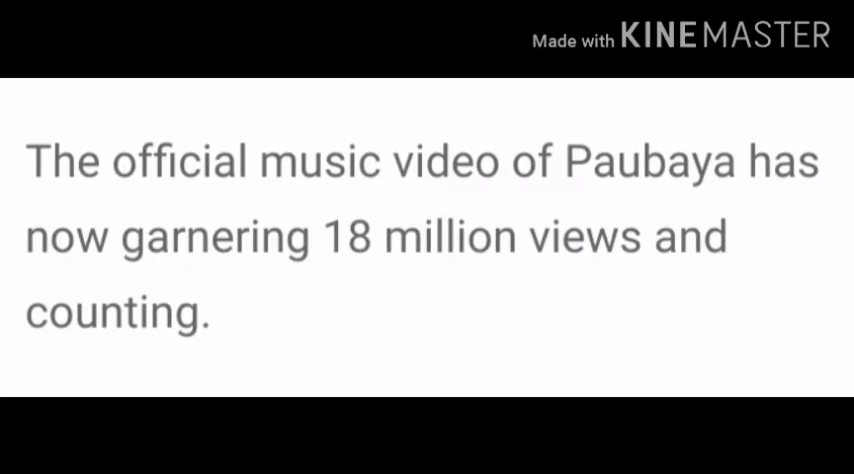 Made with KINEMASTER
The official music video of Paubaya has
now garnering 18 million views and
counting.